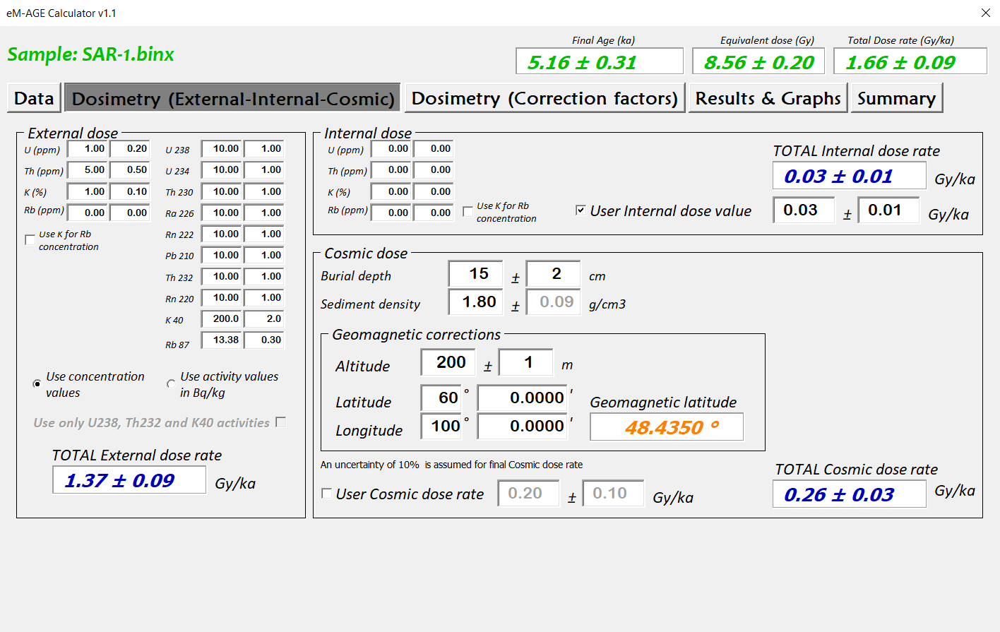 eM-AGE Calculator v1.1
Sample: SAR-1.binx
Final Age (ka) Equivalent dose (Gy) Total Dose rate (Gy/ka)
5.16 ± 0.31 8.56 ± 0.20 1.66 ± 0.09
Data Dosimetry (External-Internal-Cosmic) Dosimetry (Correction factors) Results & Graphs Summary
External dose
U (ppm) 1.00 0.20 U 238 10.00 1.00
Th (ppm) 5.00 0.50 U 234 10.00 1.00
K (%) 1.00 0.10 Th 230 10.00 1.00
Rb (ppm) 0.00 0.00 Ra 226 10.00 1.00
Use K for Rb
concentration
Rn 222 10.00 1.00
Pb 210 10.00 1.00
Th 232 10.00 1.00
Rn 220 10.00 1.00
K 40 200.0 2.0
Rb 87 13.38 0.30
Use concentration
values
Use activity values
in Bq/kg
Use only U238, Th232 and K40 activities
TOTAL External dose rate
1.37 ± 0.09 Gy/ka
Internal dose
U (ppm) 0.00 0.00
Th (ppm) 0.00 0.00
K (%) 0.00 0.00
Rb (ppm) 0.00 0.00
Use K for Rb
concentration
User Internal dose value
TOTAL Internal dose rate
0.03 ± 0.01 Gy/ka
0.03 ± 0.01 Gy/ka
Cosmic dose
Burial depth 15 ± 2 cm
Sediment density 1.80 ± 0.09 g/cm3
Geomagnetic corrections
Altitude 200 ± 1 m
Latitude 60 ° 0.0000 '
Longitude 100 ° 0.0000 '
Geomagnetic latitude
48.4350 °
An uncertainty of 10% is assumed for final Cosmic dose rate
User Cosmic dose rate 0.20 ± 0.10 Gy/ka
TOTAL Cosmic dose rate
0.26 ± 0.03 Gy/ka